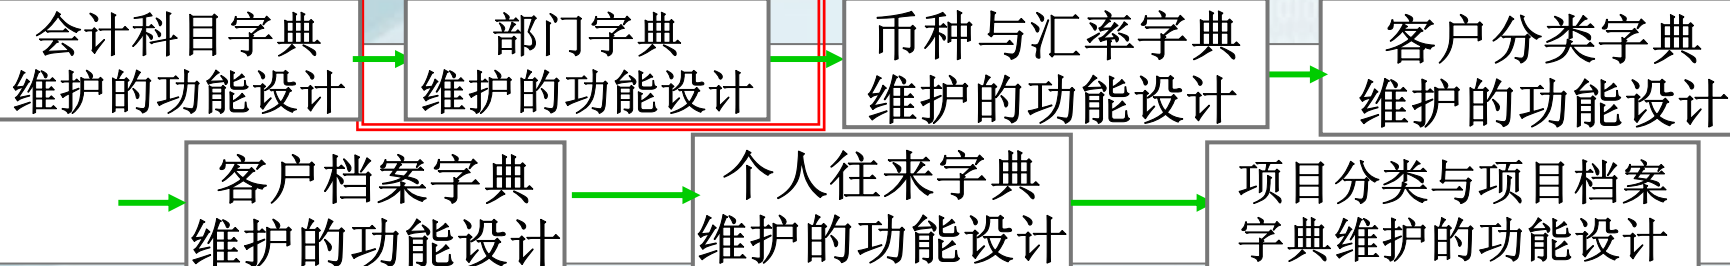 会计科目字典
维护的功能设计
部门字典
维护的功能设计
币种与汇率字典
维护的功能设计
客户分类字典
维护的功能设计
客户档案字典
维护的功能设计
个人往来字典
维护的功能设计
项目分类与项目档案
字典维护的功能设计